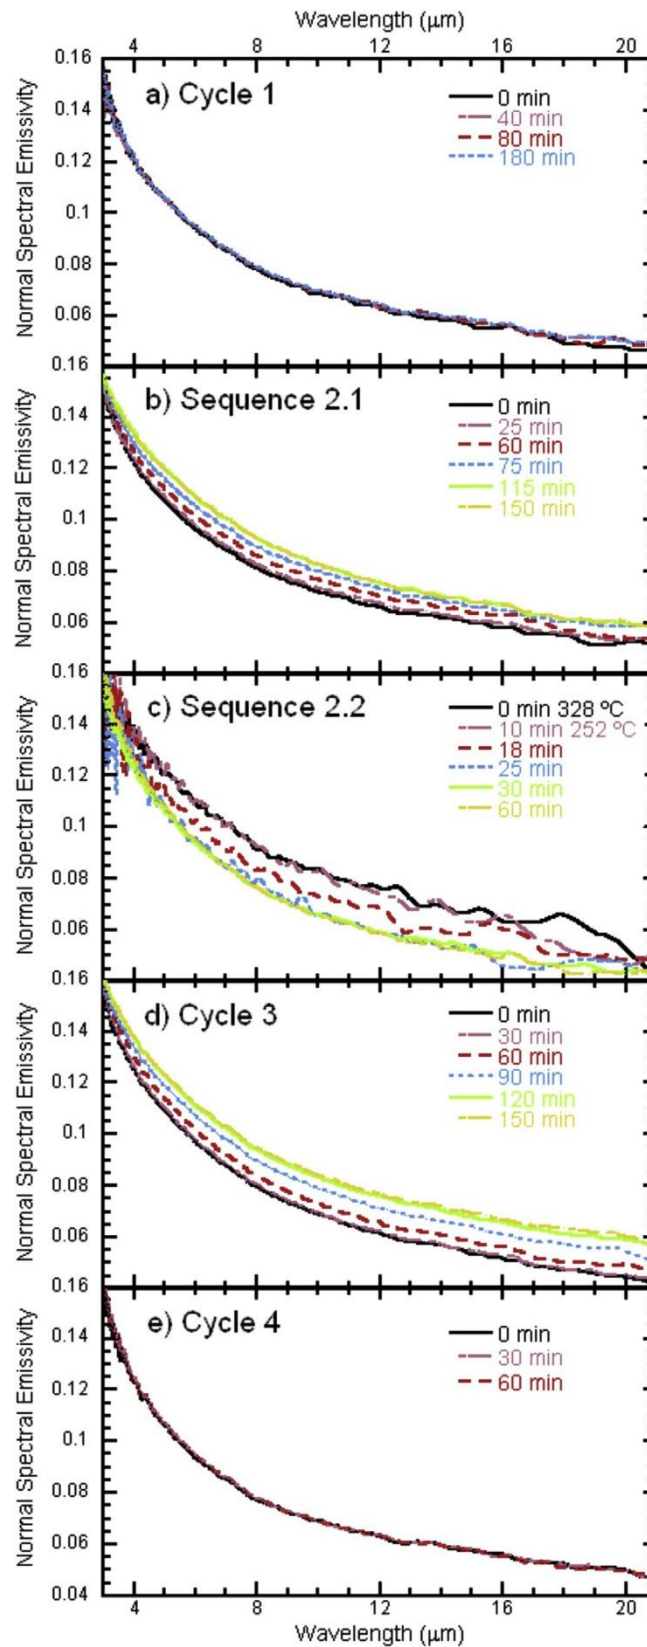 Wavelength (μm)
4 8 12 16 20
0.16
a) Cycle 1
0 min
40 min
80 min
180 min
0.14
0.12
0.1
0.08
0.06
Normal Spectral Emissivity
0.16
b) Sequence 2.1
0 min
25 min
60 min
75 min
115 min
150 min
0.14
0.12
0.1
0.08
0.06
Normal Spectral Emissivity
0.16
c) Sequence 2.2
0 min 328 ºC
10 min 252 ºC
18 min
25 min
30 min
60 min
0.14
0.12
0.1
0.08
0.06
Normal Spectral Emissivity
0.16
d) Cycle 3
0 min
30 min
60 min
90 min
120 min
150 min
0.14
0.12
0.1
0.08
0.06
Normal Spectral Emissivity
0.16
e) Cycle 4
0 min
30 min
60 min
0.14
0.12
0.1
0.08
0.06
0.04
Normal Spectral Emissivity
4 8 12 16 20
Wavelength (μm)